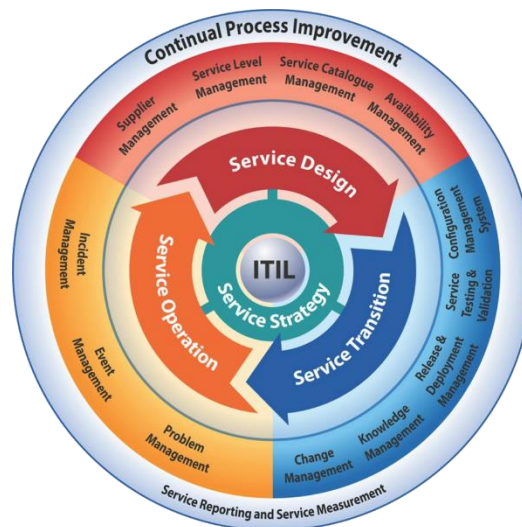 Continual Process Improvement
Supplier
Management
Service Level
Management
Service Catalogue
Management
Availability
Management
Configuration
Management
System
Service
Testing &
Validation
Release &
Deployment
Management
Knowledge
Management
Change
Management
Problem
Management
Event
Management
Incident
Management
Service Design
Service Transition
Service Operation
ITIL
Service Strategy
Service Reporting and Service Measurement